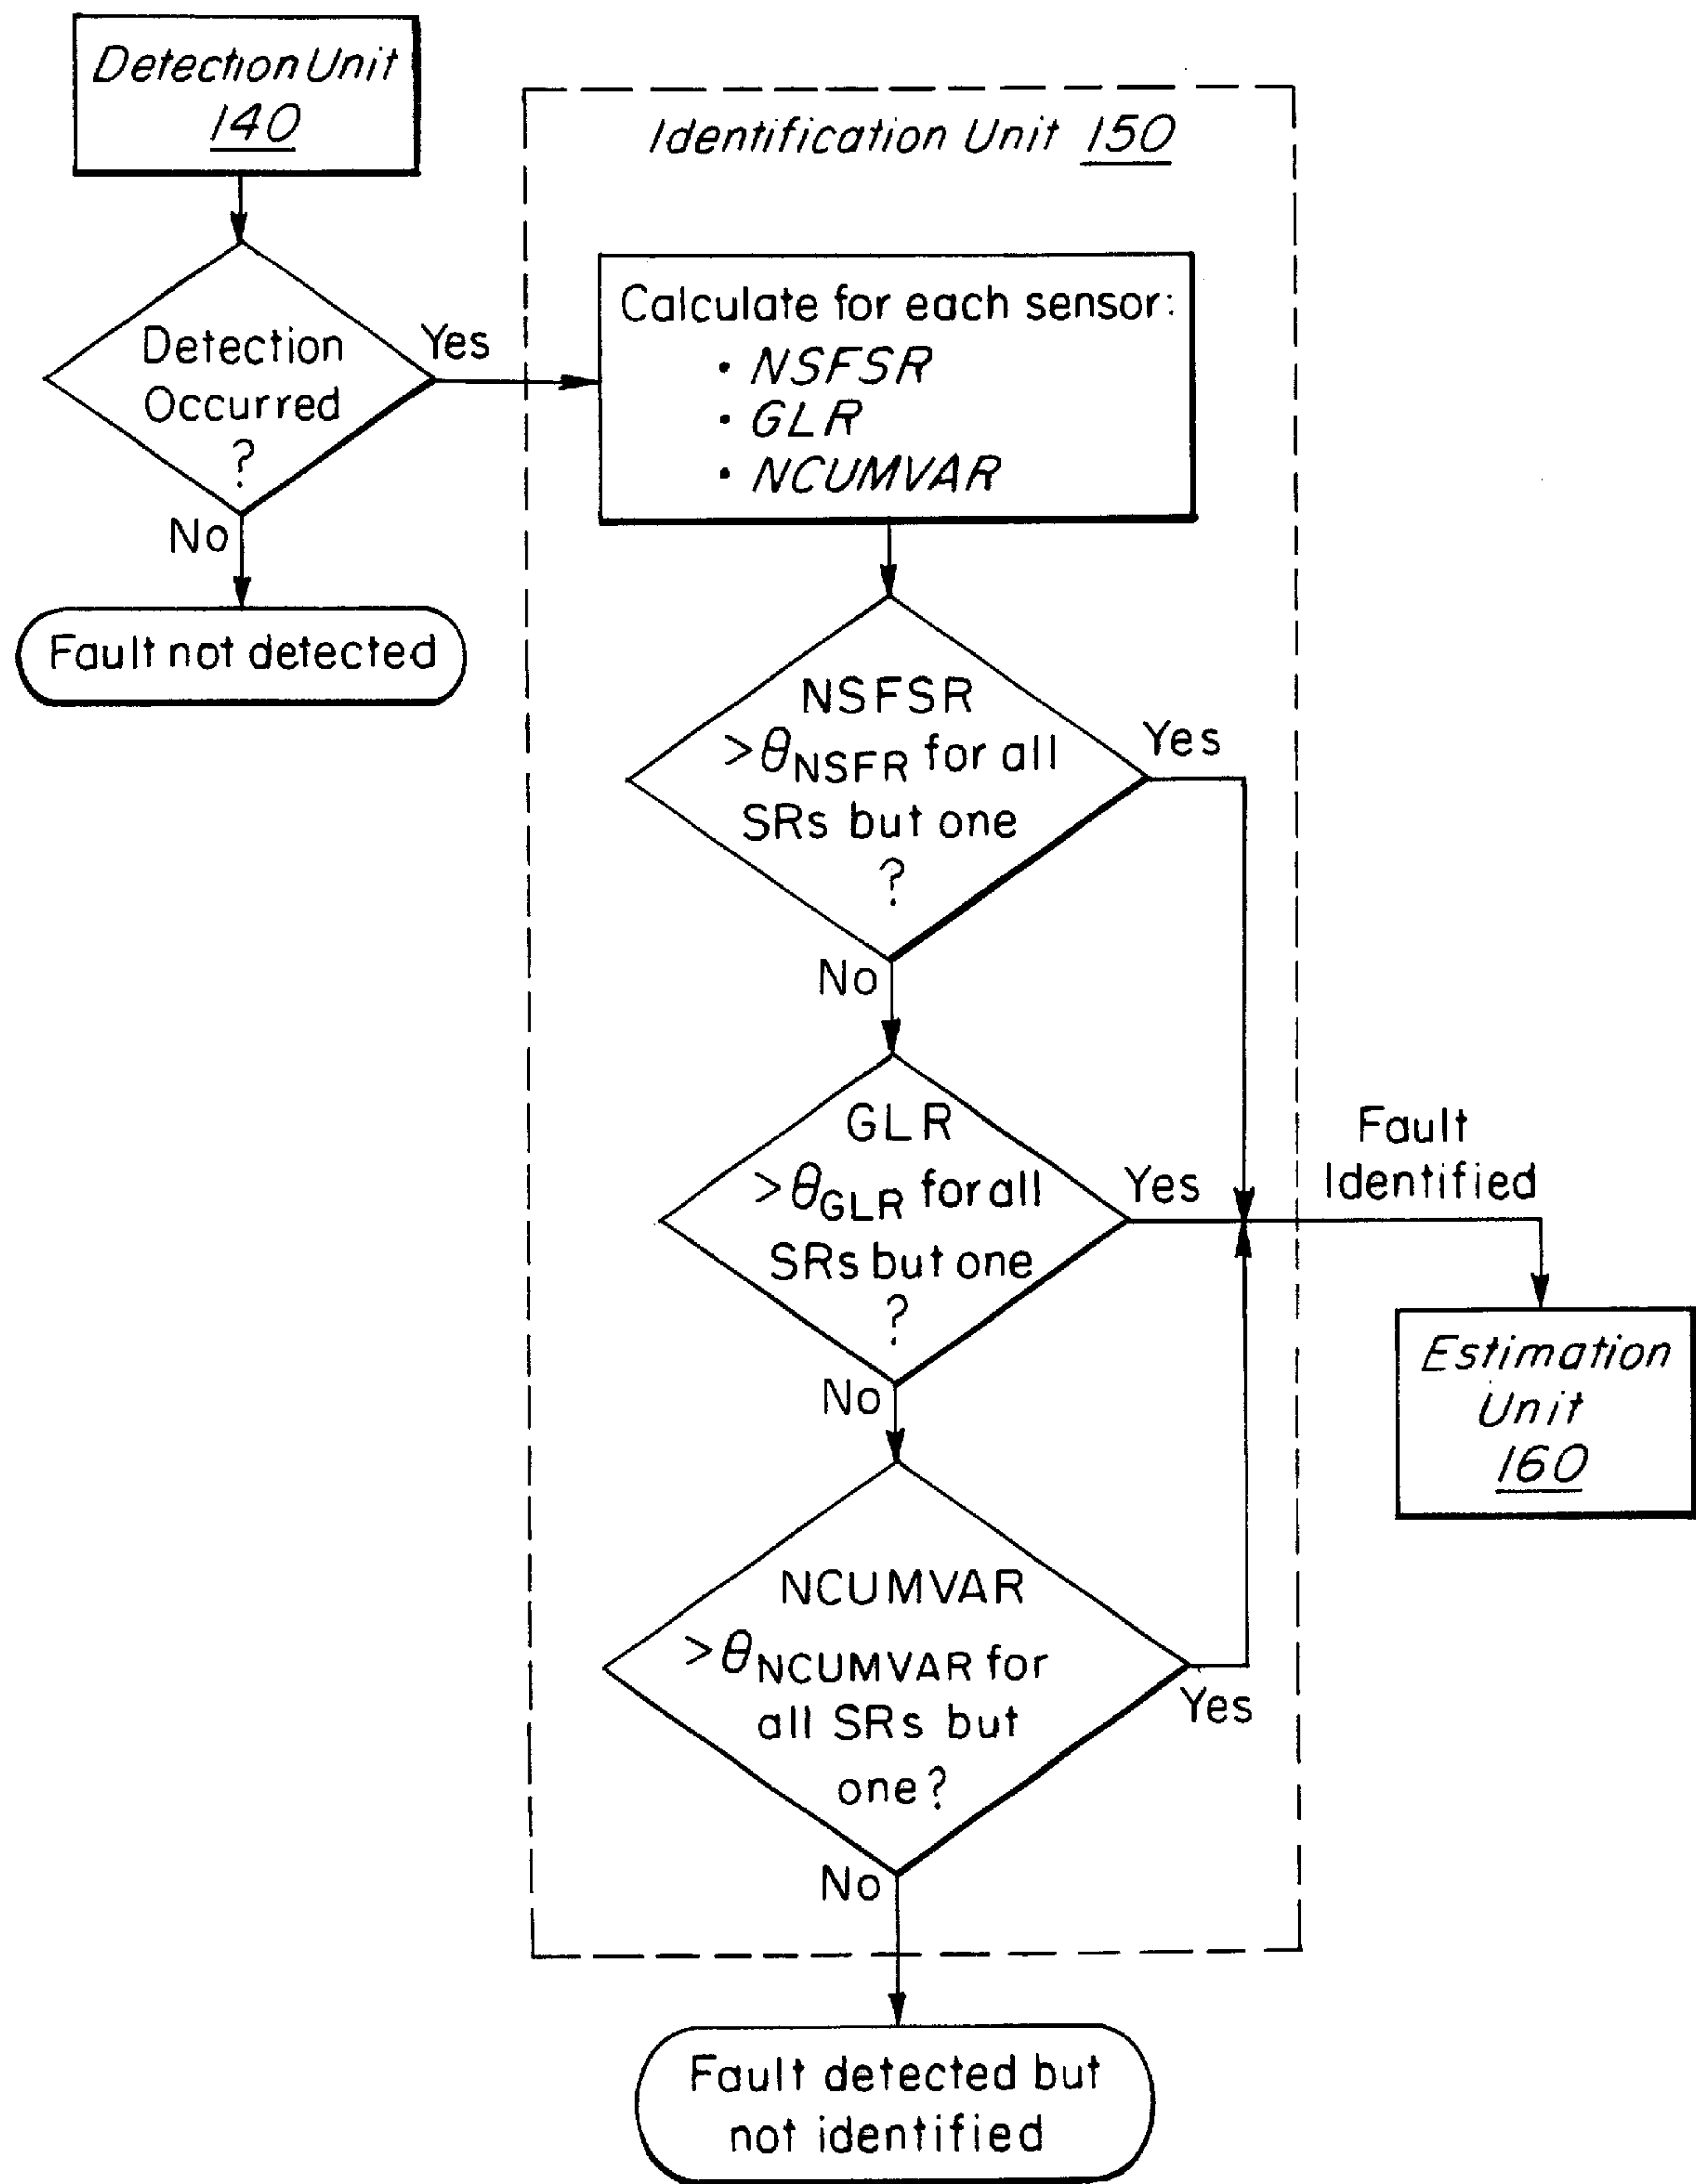 Detection Unit
140
Identification Unit 150
Detection
Occurred
?
Yes
No
Fault not detected
Calculate for each sensor:
• NSFSR
• GLR
• NCUMVAR
NSFSR
>θNSFR for all
SRs but one
?
Yes
No
GLR
>θGLR for all
SRs but one
?
Yes
No
Fault
Identified
Estimation
Unit
160
NCUMVAR
>θNCUMVAR for
all SRs but
one?
Yes
No
Fault detected but
not identified